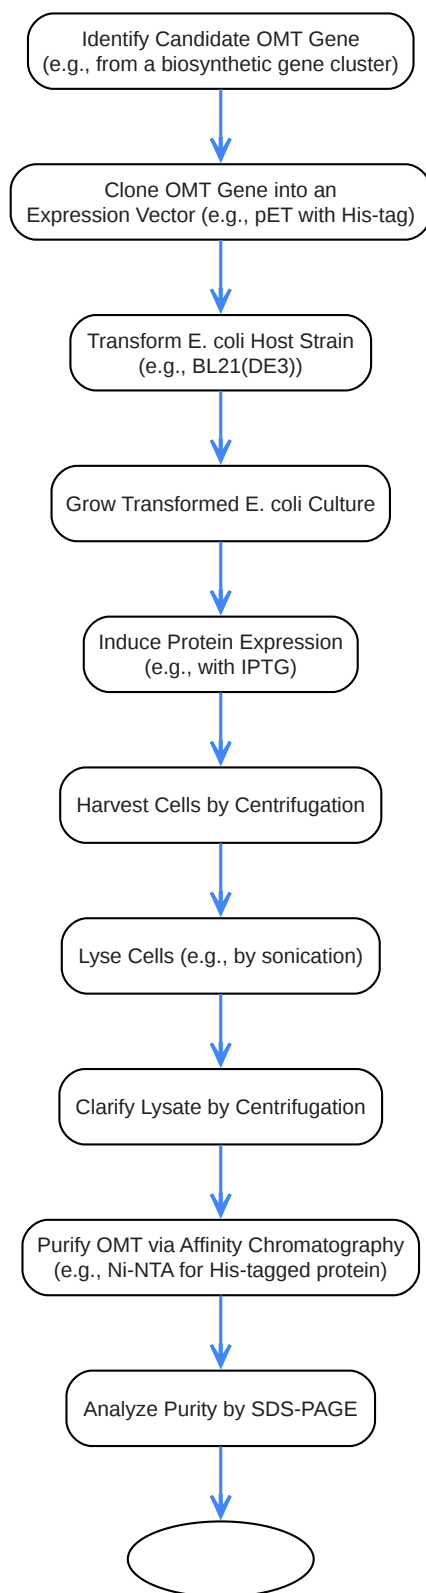 Identify Candidate OMT Gene
(e.g., from a biosynthetic gene cluster)
Clone OMT Gene into an
Expression Vector (e.g., pET with His-tag)
Transform E. coli Host Strain
(e.g., BL21(DE3))
Grow Transformed E. coli Culture
Induce Protein Expression
(e.g., with IPTG)
Harvest Cells by Centrifugation
Lyse Cells (e.g., by sonication)
Clarify Lysate by Centrifugation
Purify OMT via Affinity Chromatography
(e.g., Ni-NTA for His-tagged protein)
Analyze Purity by SDS-PAGE